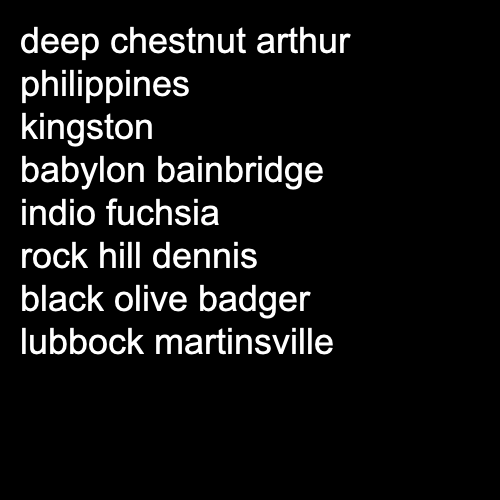 deep chestnut arthur
philippines
kingston
babylon bainbridge
indio fuchsia
rock hill dennis
black olive badger
lubbock martinsville